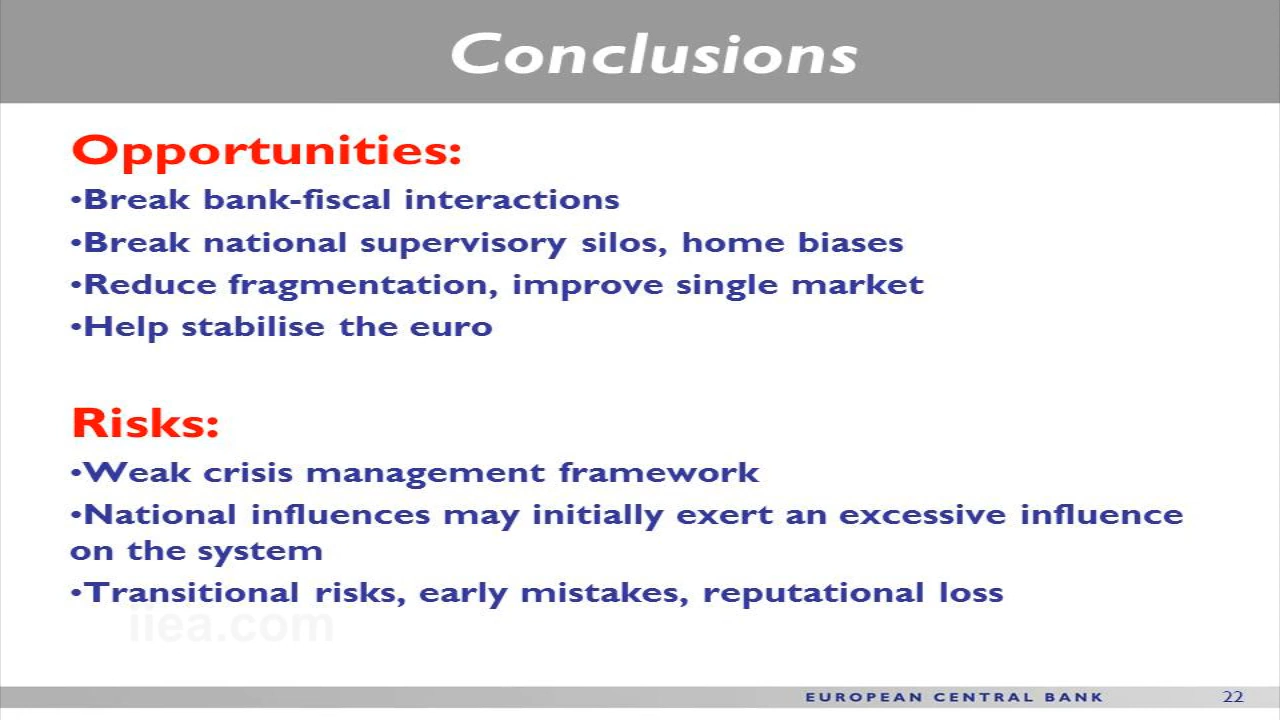 Conclusions
Opportunities:
•Break bank-fiscal interactions
•Break national supervisory silos, home biases
•Reduce fragmentation, improve single market
•Help stabilise the euro
Risks:
•Weak crisis management framework
•National influences may initially exert an excessive influence
on the system
•Transitional risks, early mistakes, reputational loss
iiea.com
EUROPEAN CENTRAL BANK 22